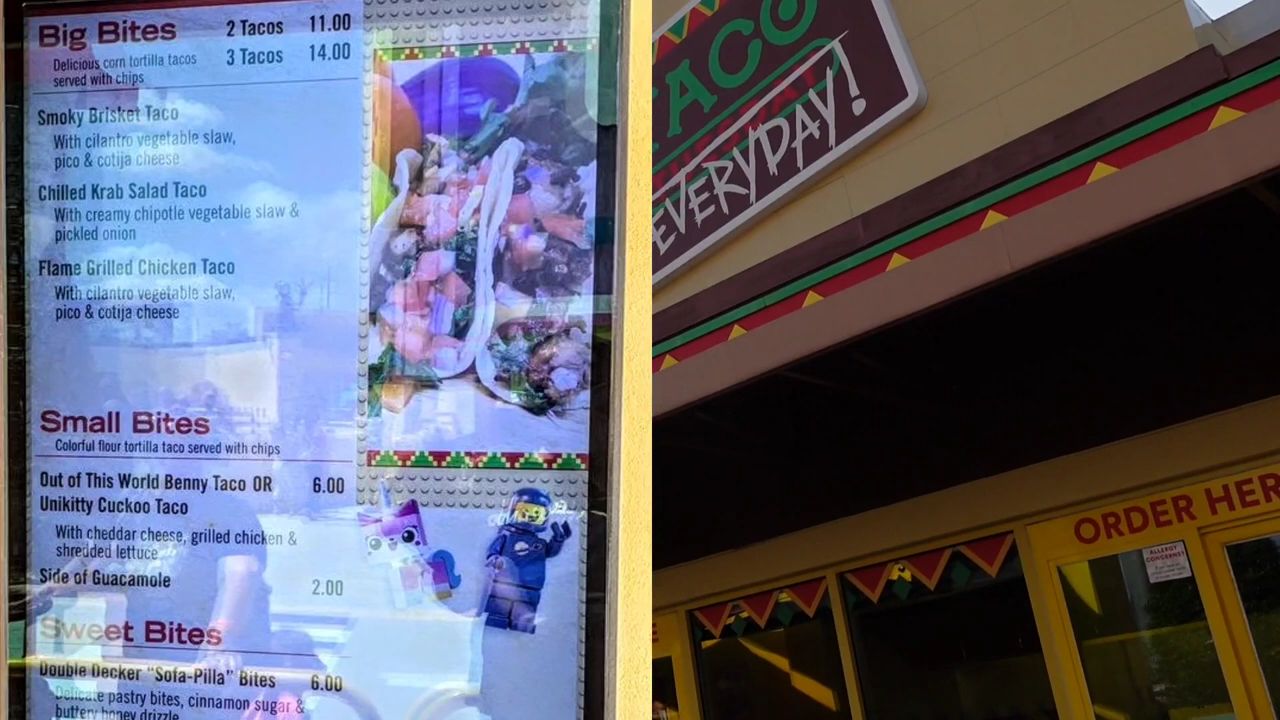 Big Bites 2 Tacos 11.00
Delicious corn tortilla tacos 3 Tacos 14.00
served with chips
Smoky Brisket Taco
With cilantro vegetable slaw,
pico & cotija cheese
Chilled Krab Salad Taco
With creamy chipotle vegetable slaw &
pickled onion
Flame Grilled Chicken Taco
With cilantro vegetable slaw,
pico & cotija cheese
Small Bites
Colorful flour tortilla taco served with chips
Out of This World Benny Taco OR 6.00
Unikitty Cuckoo Taco
With cheddar cheese, grilled chicken &
shredded lettuce
Side of Guacamole 2.00
Sweet Bites
Double Decker “Sofa-Pilla” Bites 6.00
Delicate pastry bites, cinnamon sugar &
buttery honey drizzle
TACO
EVERYDAY!
ORDER HER
ALLERGY
CONCERNS?